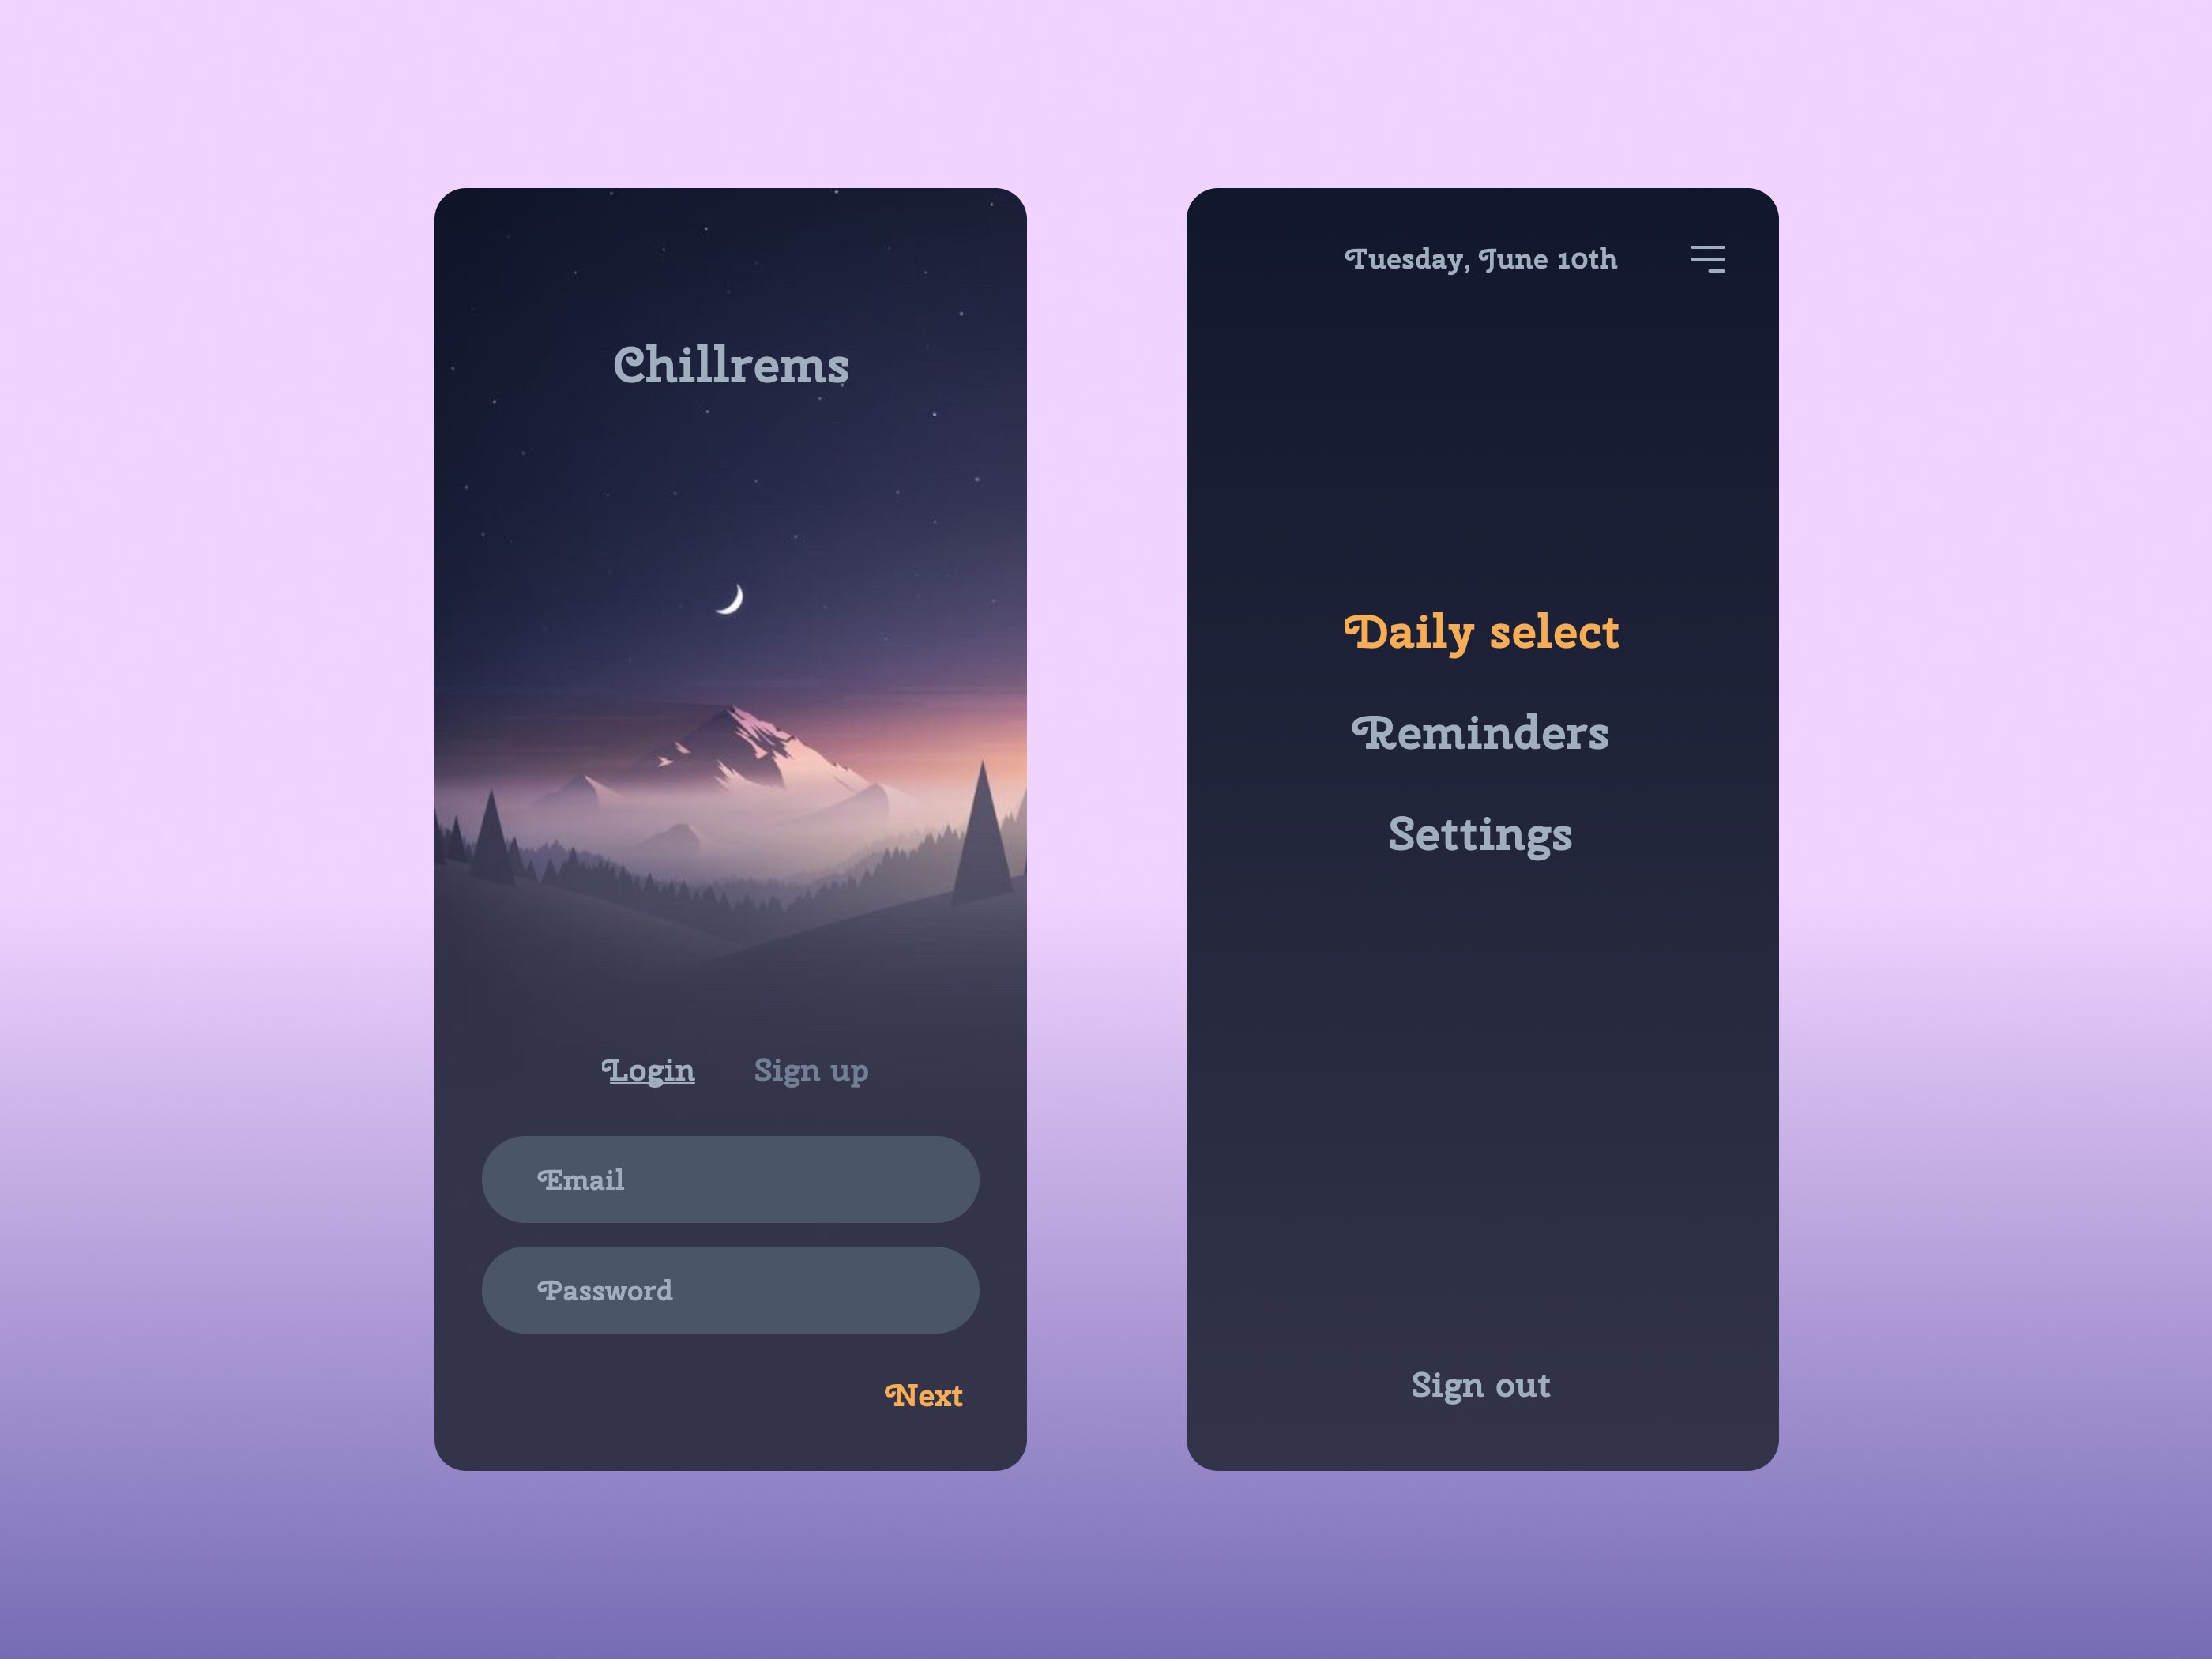 Chillrems
Login
Sign up
Email
Password
Next
Tuesday, June 10th
Daily select
Reminders
Settings
Sign out